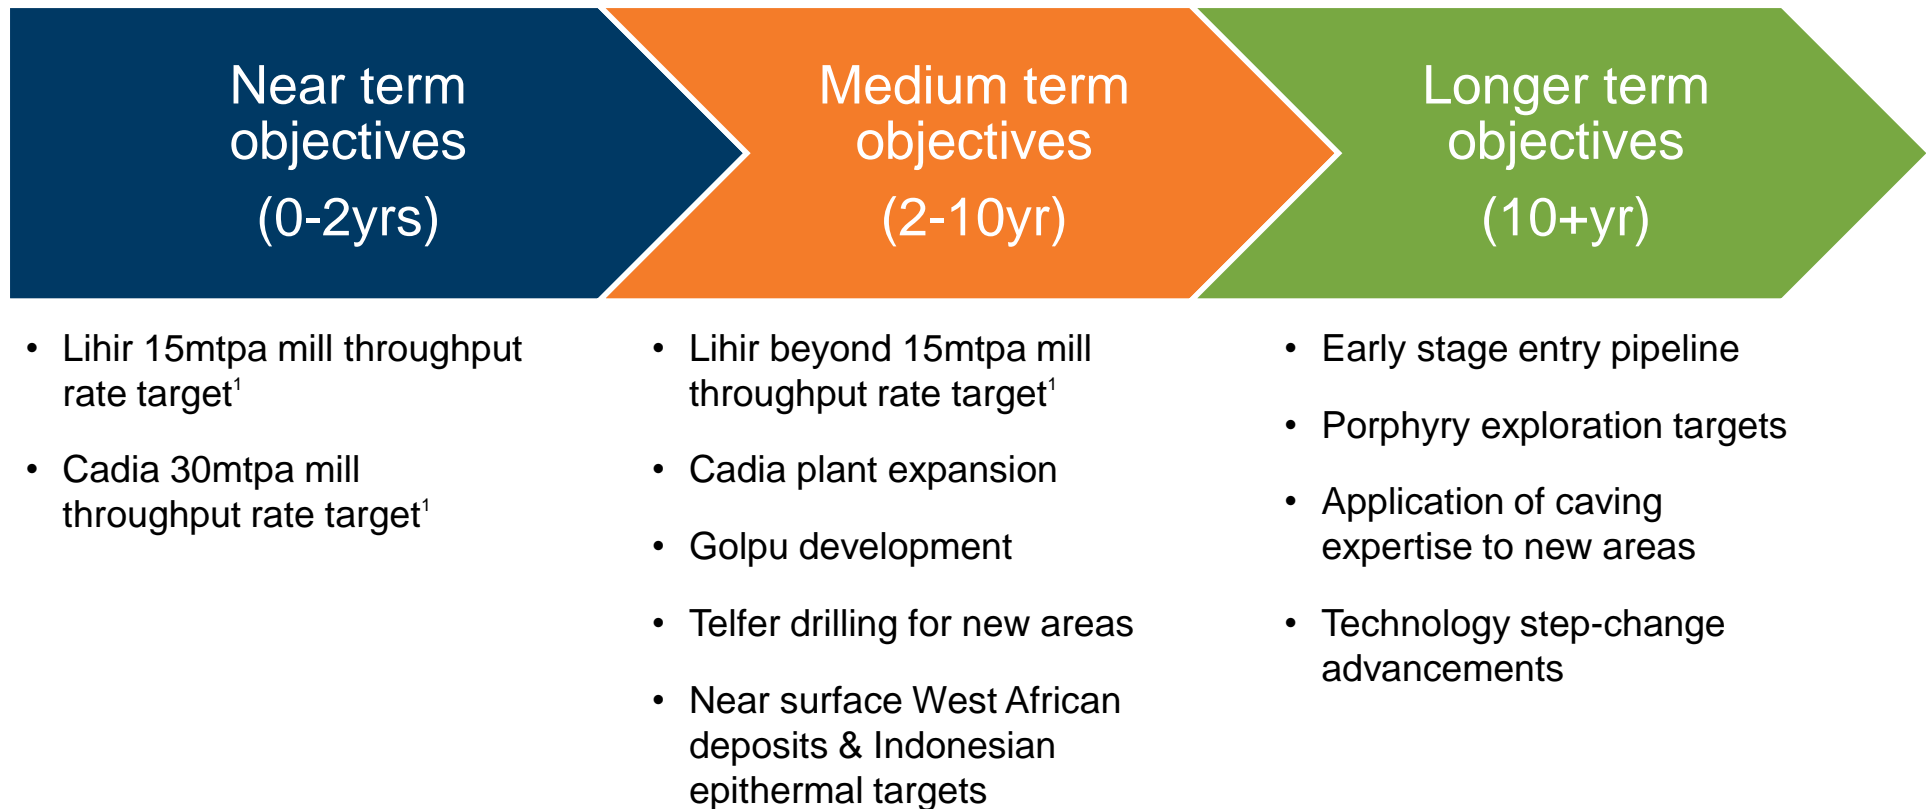 Near term
objectives
(0-2yrs)
Medium term
objectives
(2-10yr)
Longer term
objectives
(10+yr)
• Lihir 15mtpa mill throughput
rate target¹
• Cadia 30mtpa mill
throughput rate target¹
• Lihir beyond 15mtpa mill
throughput rate target¹
• Cadia plant expansion
• Golpu development
• Telfer drilling for new areas
• Near surface West African
deposits & Indonesian
epithermal targets
• Early stage entry pipeline
• Porphyry exploration targets
• Application of caving
expertise to new areas
• Technology step-change
advancements